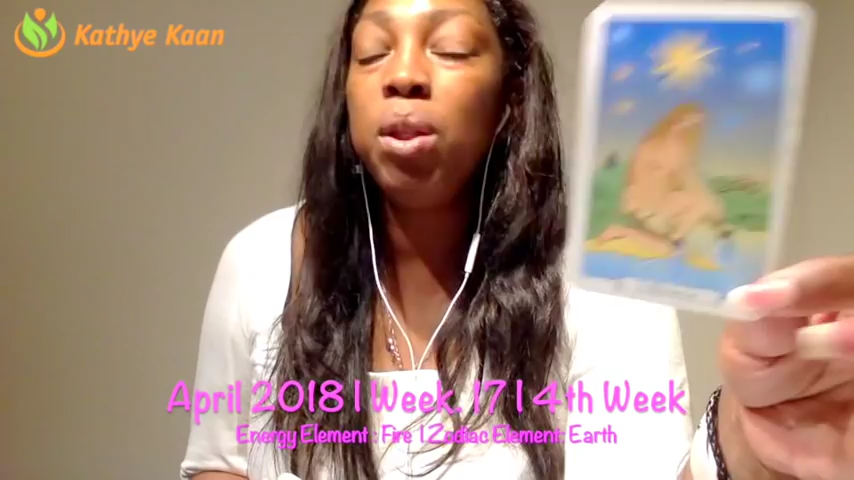 Kathye Kaan
April 2018 | Week. 17 | 4th Week
Energy Element : Fire | Zodiac Element: Earth